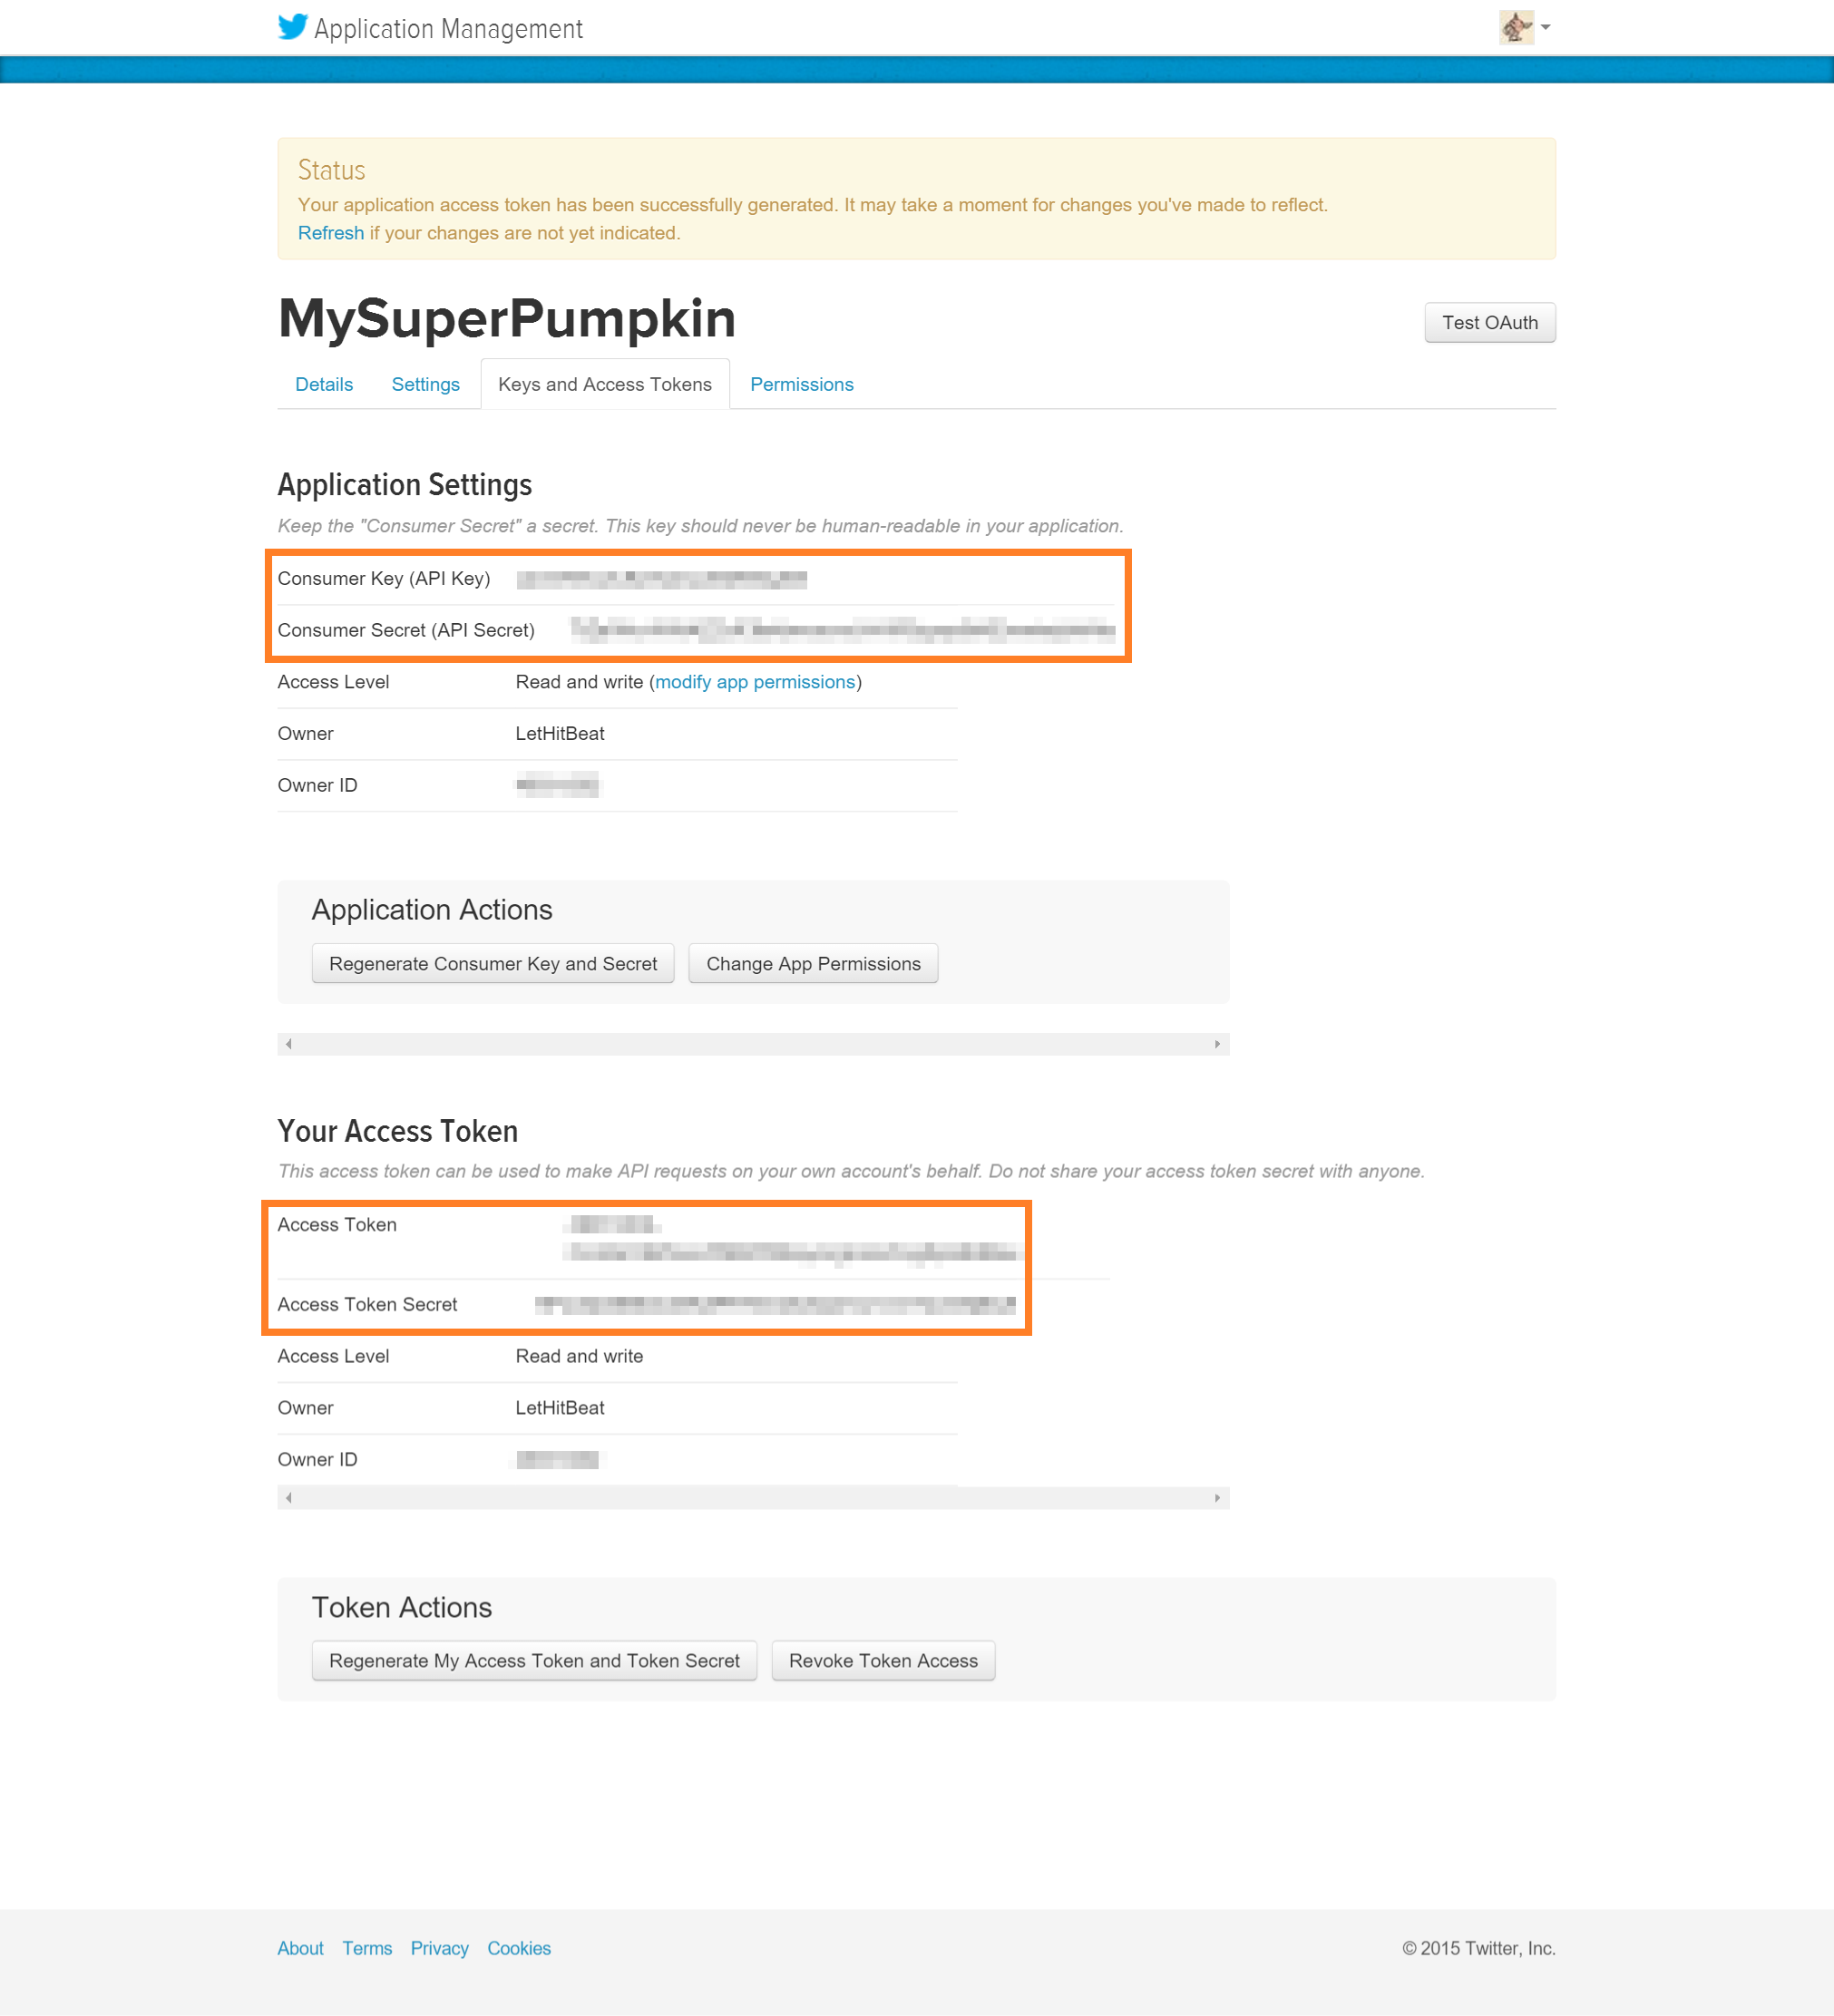 Application Management
Status
Your application access token has been successfully generated. It may take a moment for changes you've made to reflect.
Refresh if your changes are not yet indicated.
MySuperPumpkin
Test OAuth
Details Settings Keys and Access Tokens Permissions
Application Settings
Keep the "Consumer Secret" a secret. This key should never be human-readable in your application.
Consumer Key (API Key)
Consumer Secret (API Secret)
Access Level Read and write (modify app permissions)
Owner LetHitBeat
Owner ID
Application Actions
Regenerate Consumer Key and Secret Change App Permissions
Your Access Token
This access token can be used to make API requests on your own account's behalf. Do not share your access token secret with anyone.
Access Token
Access Token Secret
Access Level Read and write
Owner LetHitBeat
Owner ID
Token Actions
Regenerate My Access Token and Token Secret Revoke Token Access
About Terms Privacy Cookies © 2015 Twitter, Inc.